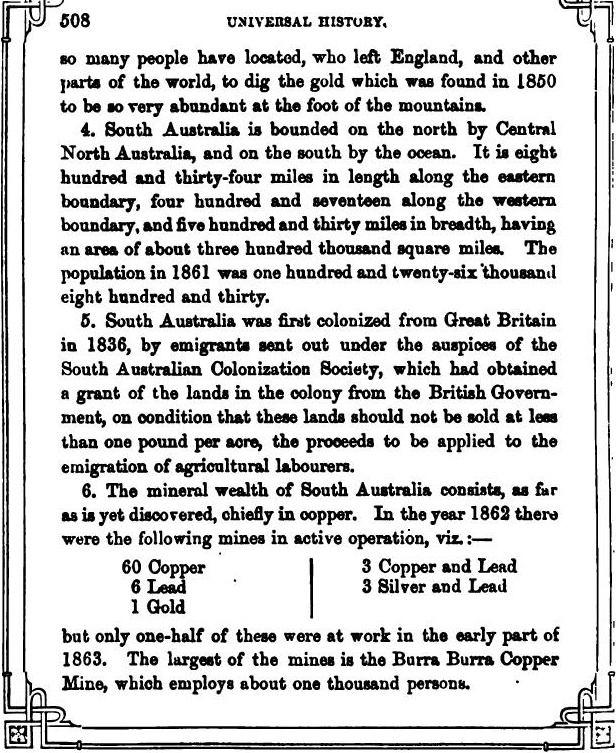 508
UNIVERSAL HISTORY.
so many people have located, who left England, and other
parts of the world, to dig the gold which was found in 1850
to be so very abundant at the foot of the mountains.
4. South Australia is bounded on the north by Central
North Australia, and on the south by the ocean. It is eight
hundred and thirty-four miles in length along the eastern
boundary, four hundred and seventeen along the western
boundary, and five hundred and thirty miles in breadth, having
an area of about three hundred thousand square miles. The
population in 1861 was one hundred and twenty-six thousand
eight hundred and thirty.
5. South Australia was first colonized from Great Britain
in 1836, by emigrants sent out under the auspices of the
South Australian Colonization Society, which had obtained
a grant of the lands in the colony from the British Govern-
ment, on condition that these lands should not be sold at less
than one pound per acre, the proceeds to be applied to the
emigration of agricultural labourers.
6. The mineral wealth of South Australia consists, as far
as is yet discovered, chiefly in copper. In the year 1862 there
were the following mines in active operation, viz.:—
60 Copper
6 Lead
1 Gold
3 Copper and Lead
3 Silver and Lead
but only one-half of these were at work in the early part of
1863. The largest of the mines is the Burra Burra Copper
Mine, which employs about one thousand persons.